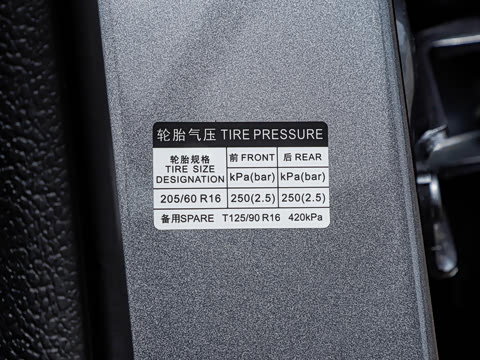 轮胎气压 TIRE PRESSURE
轮胎规格 前 FRONT 后 REAR
TIRE SIZE
DESIGNATION kPa(bar) kPa(bar)
205/60 R16 250(2.5) 250(2.5)
备用SPARE T125/90 R16 420kPa